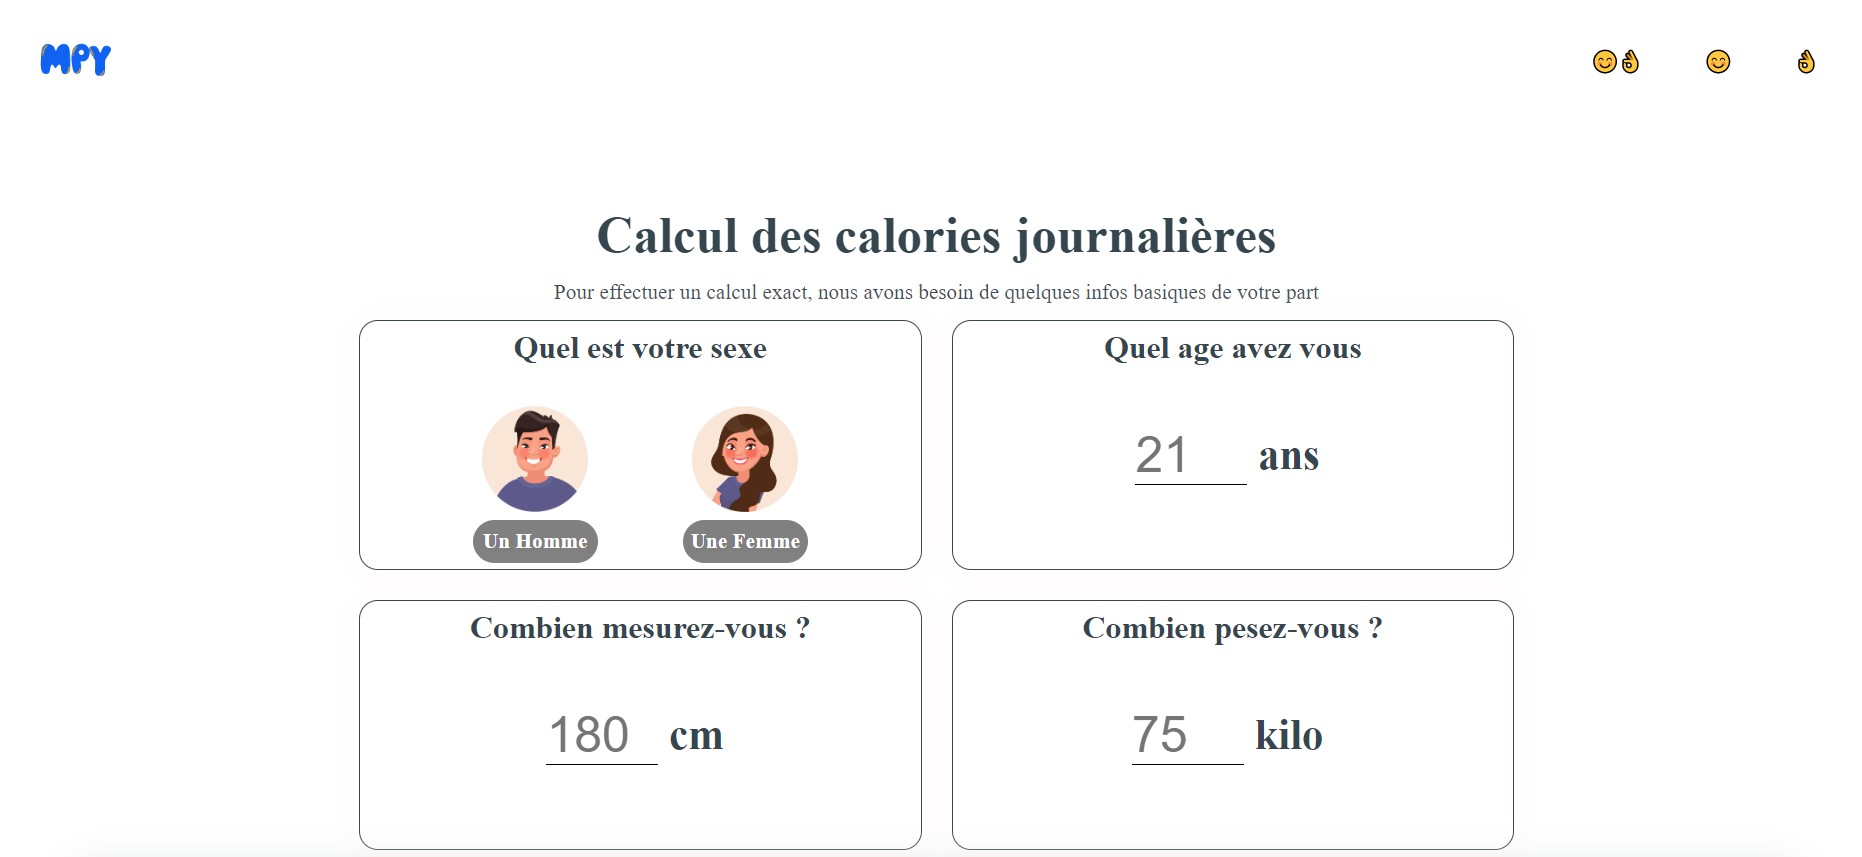 MPY
😊👌 😊 👌
Calcul des calories journalières
Pour effectuer un calcul exact, nous avons besoin de quelques infos basiques de votre part
Quel est votre sexe
Un Homme
Une Femme
Quel age avez vous
21 ans
Combien mesurez-vous ?
180 cm
Combien pesez-vous ?
75 kilo